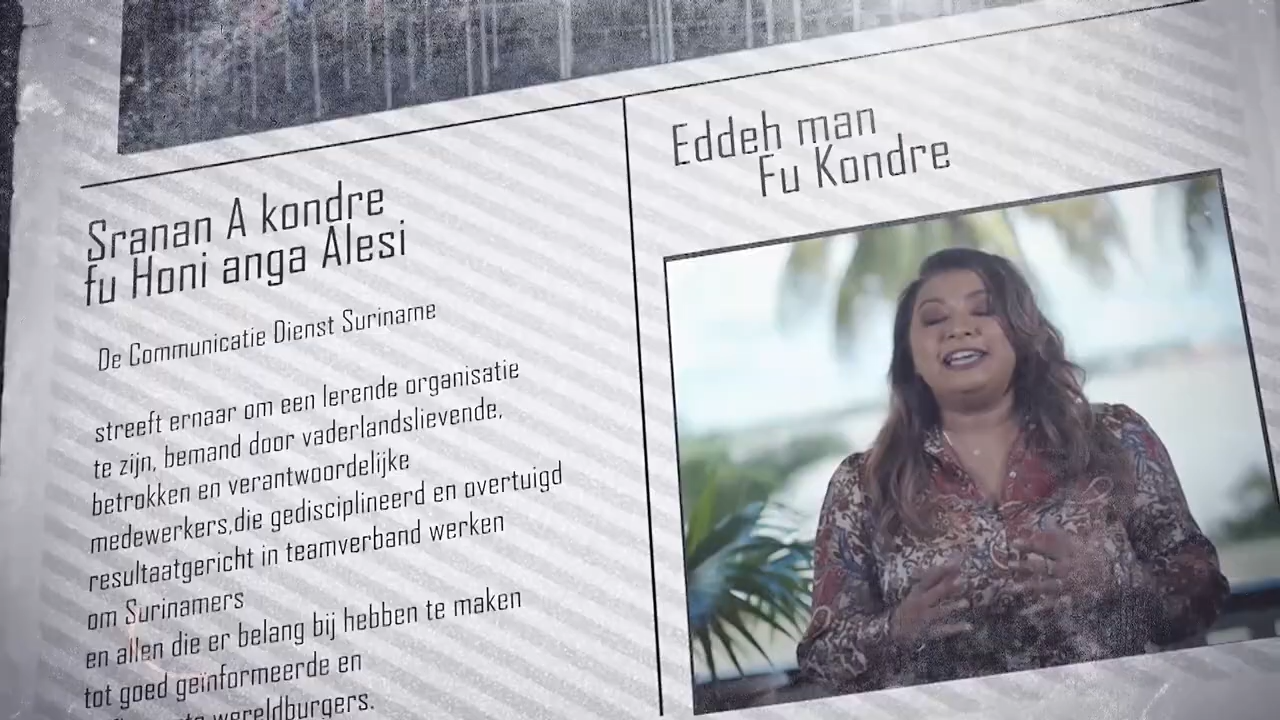 Sranan A kondre
fu Honi anga Alesi
De Communicatie Dienst Suriname
streeft ernaar om een lerende organisatie
te zijn, bemand door vaderlandslievende,
betrokken en verantwoordelijke
medewerkers,die gedisciplineerd en overtuigd
resultaatgericht in teamverband werken
om Surinamers
en allen die er belang bij hebben te maken
tot goed geïnformeerde en
wereldburgers.
Eddeh man
Fu Kondre